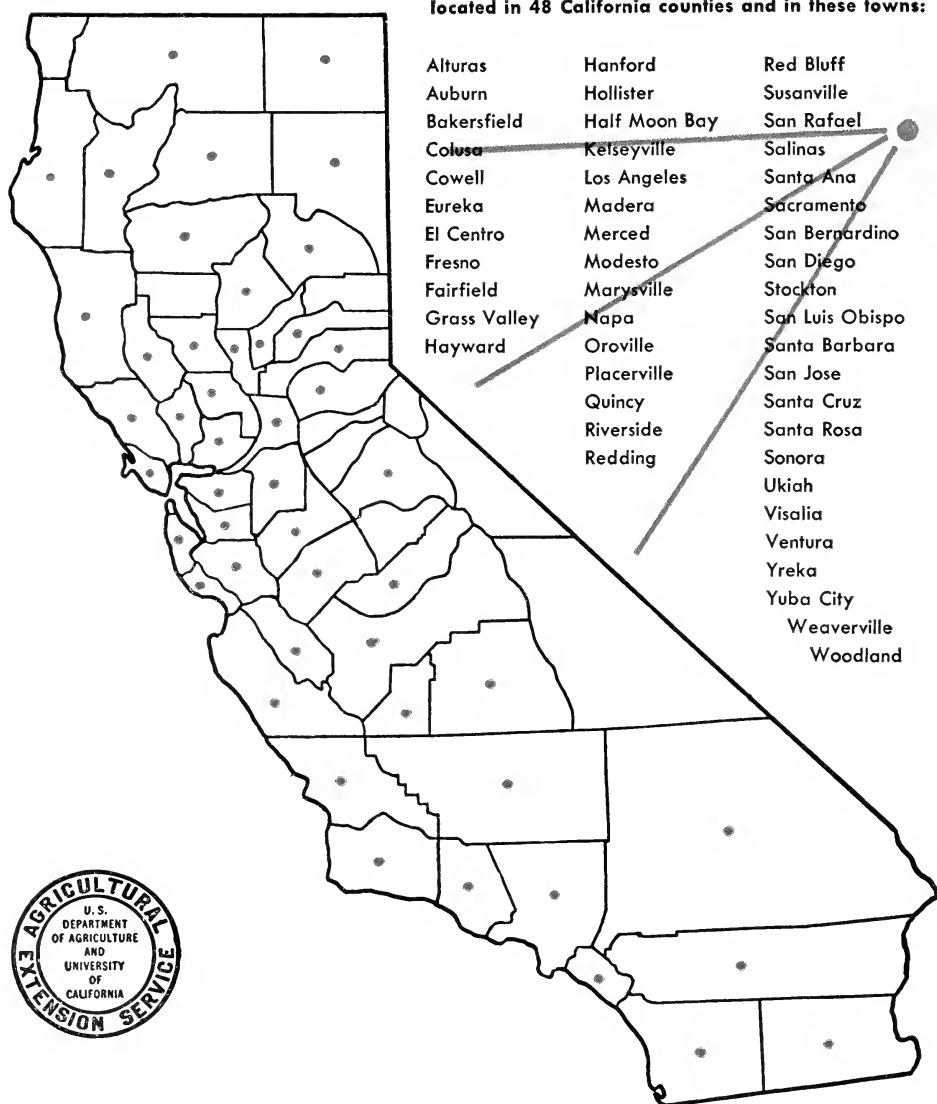 located in 48 California counties and in these towns:
Alturas
Auburn
Bakersfield
Colusa
Cowell
Eureka
El Centro
Fresno
Fairfield
Grass Valley
Hayward
Hanford
Hollister
Half Moon Bay
Kelseyville
Los Angeles
Madera
Merced
Modesto
Marysville
Napa
Oroville
Placerville
Quincy
Riverside
Redding
Red Bluff
Susanville
San Rafael
Salinas
Santa Ana
Sacramento
San Bernardino
San Diego
Stockton
San Luis Obispo
Santa Barbara
San Jose
Santa Cruz
Santa Rosa
Sonora
Ukiah
Visalia
Ventura
Yreka
Yuba City
Weaverville
Woodland
AGRICULTURAL
EXTENSION SERVICE
U. S.
DEPARTMENT
OF AGRICULTURE
AND
UNIVERSITY
OF
CALIFORNIA